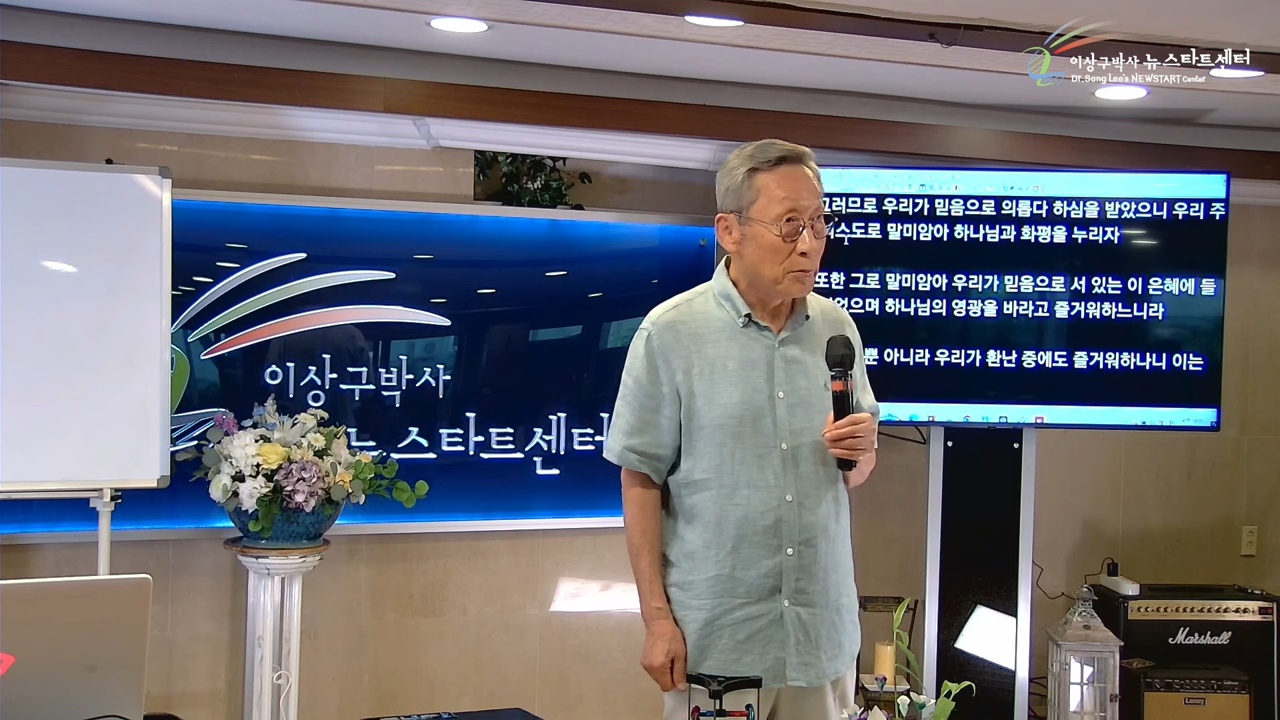 이상구박사 뉴스타트센터
Dr. Sang Lee's NEWSTART Center
그러므로 우리가 믿음으로 의롭다 하심을 받았으니 우리 주
스도로 말미암아 하나님과 화평을 누리자
또한 그로 말미암아 우리가 믿음으로 서 있는 이 은혜에 들
었으며 하나님의 영광을 바라고 즐거워하느니라
뿐 아니라 우리가 환난 중에도 즐거워하나니 이는
이상구박사
뉴스타트센터
Marshall
Laney